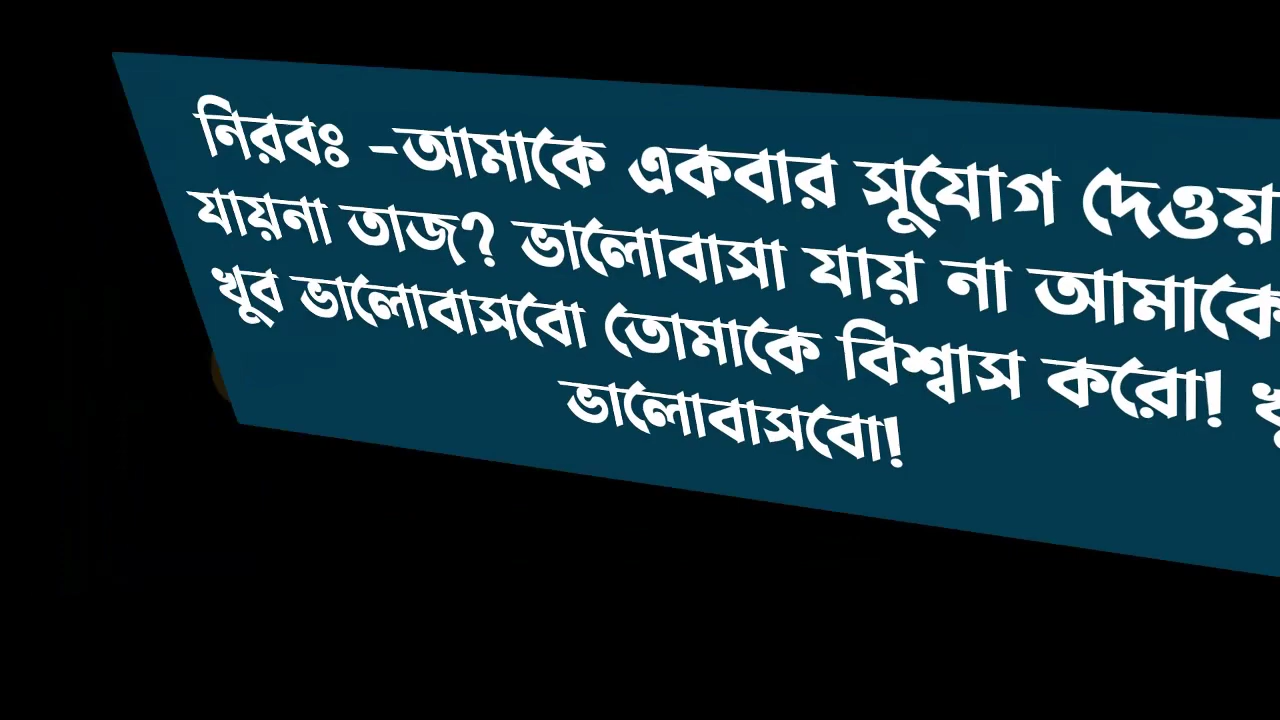 নিরবঃ -আমাকে একবার সুযোগ দেওয়
যায়না তাজ? ভালোবাসা যায় না আমাকে
খুব ভালোবাসবো তোমাকে বিশ্বাস করো!
ভালোবাসবো!